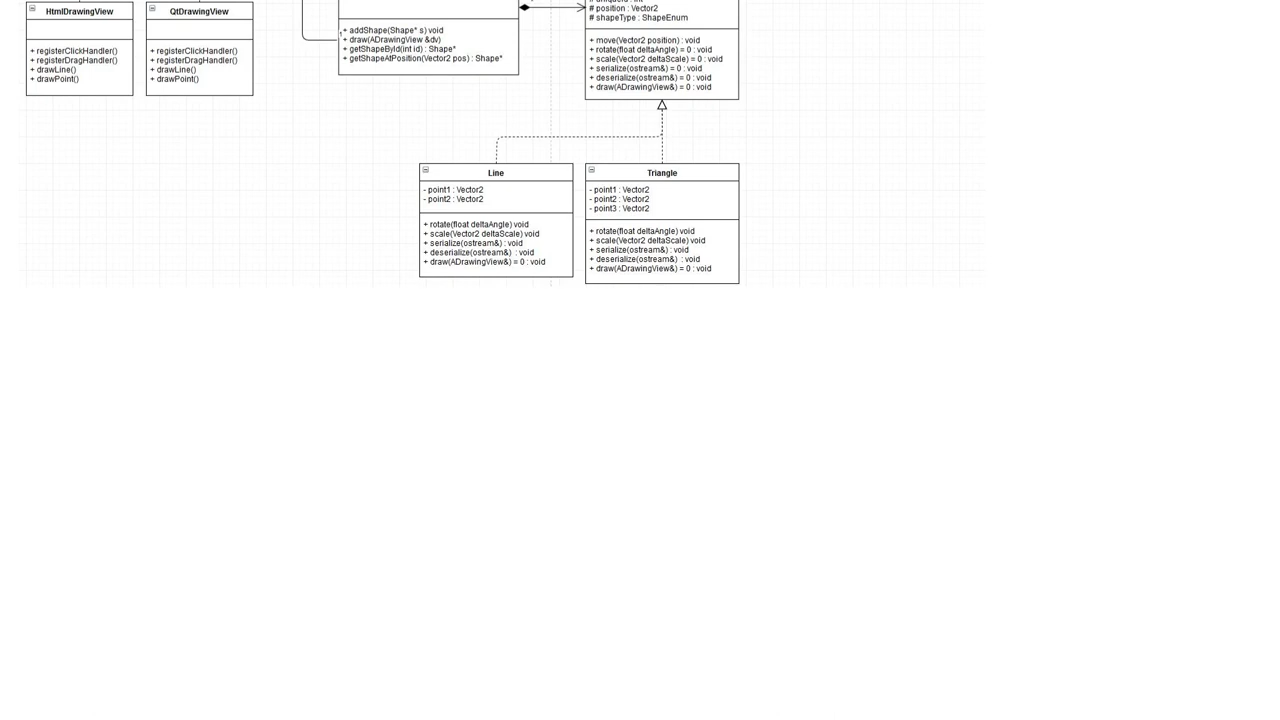 HtmlDrawingView
+ registerClickHandler()
+ registerDragHandler()
+ drawLine()
+ drawPoint()
QtDrawingView
+ registerClickHandler()
+ registerDragHandler()
+ drawLine()
+ drawPoint()
1
+ addShape(Shape* s) void
+ draw(ADrawingView &dv)
+ getShapeById(int id) : Shape*
+ getShapeAtPosition(Vector2 pos) : Shape*
# position : Vector2
# shapeType : ShapeEnum
+ move(Vector2 position) : void
+ rotate(float deltaAngle) = 0 : void
+ scale(Vector2 deltaScale) = 0 : void
+ serialize(ostream&) = 0 : void
+ deserialize(ostream&) = 0 : void
+ draw(ADrawingView&) = 0 : void
Line
- point1 : Vector2
- point2 : Vector2
+ rotate(float deltaAngle) void
+ scale(Vector2 deltaScale) void
+ serialize(ostream&) : void
+ deserialize(ostream&) : void
+ draw(ADrawingView&) = 0 : void
Triangle
- point1 : Vector2
- point2 : Vector2
- point3 : Vector2
+ rotate(float deltaAngle) : void
+ scale(Vector2 deltaScale) : void
+ serialize(ostream&) : void
+ deserialize(ostream&) : void
+ draw(ADrawingView&) = 0 : void